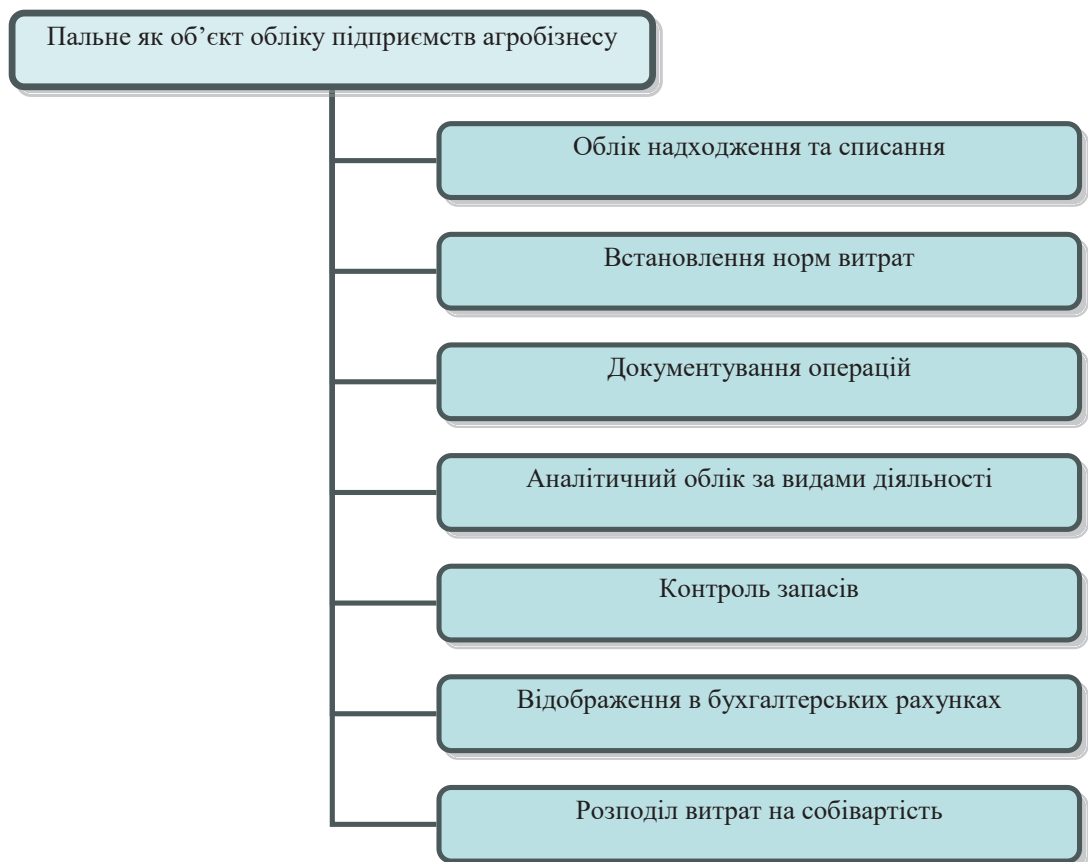 Пальне як об’єкт обліку підприємств агробізнесу
Облік надходження та списання
Встановлення норм витрат
Документування операцій
Аналітичний облік за видами діяльності
Контроль запасів
Відображення в бухгалтерських рахунках
Розподіл витрат на собівартість